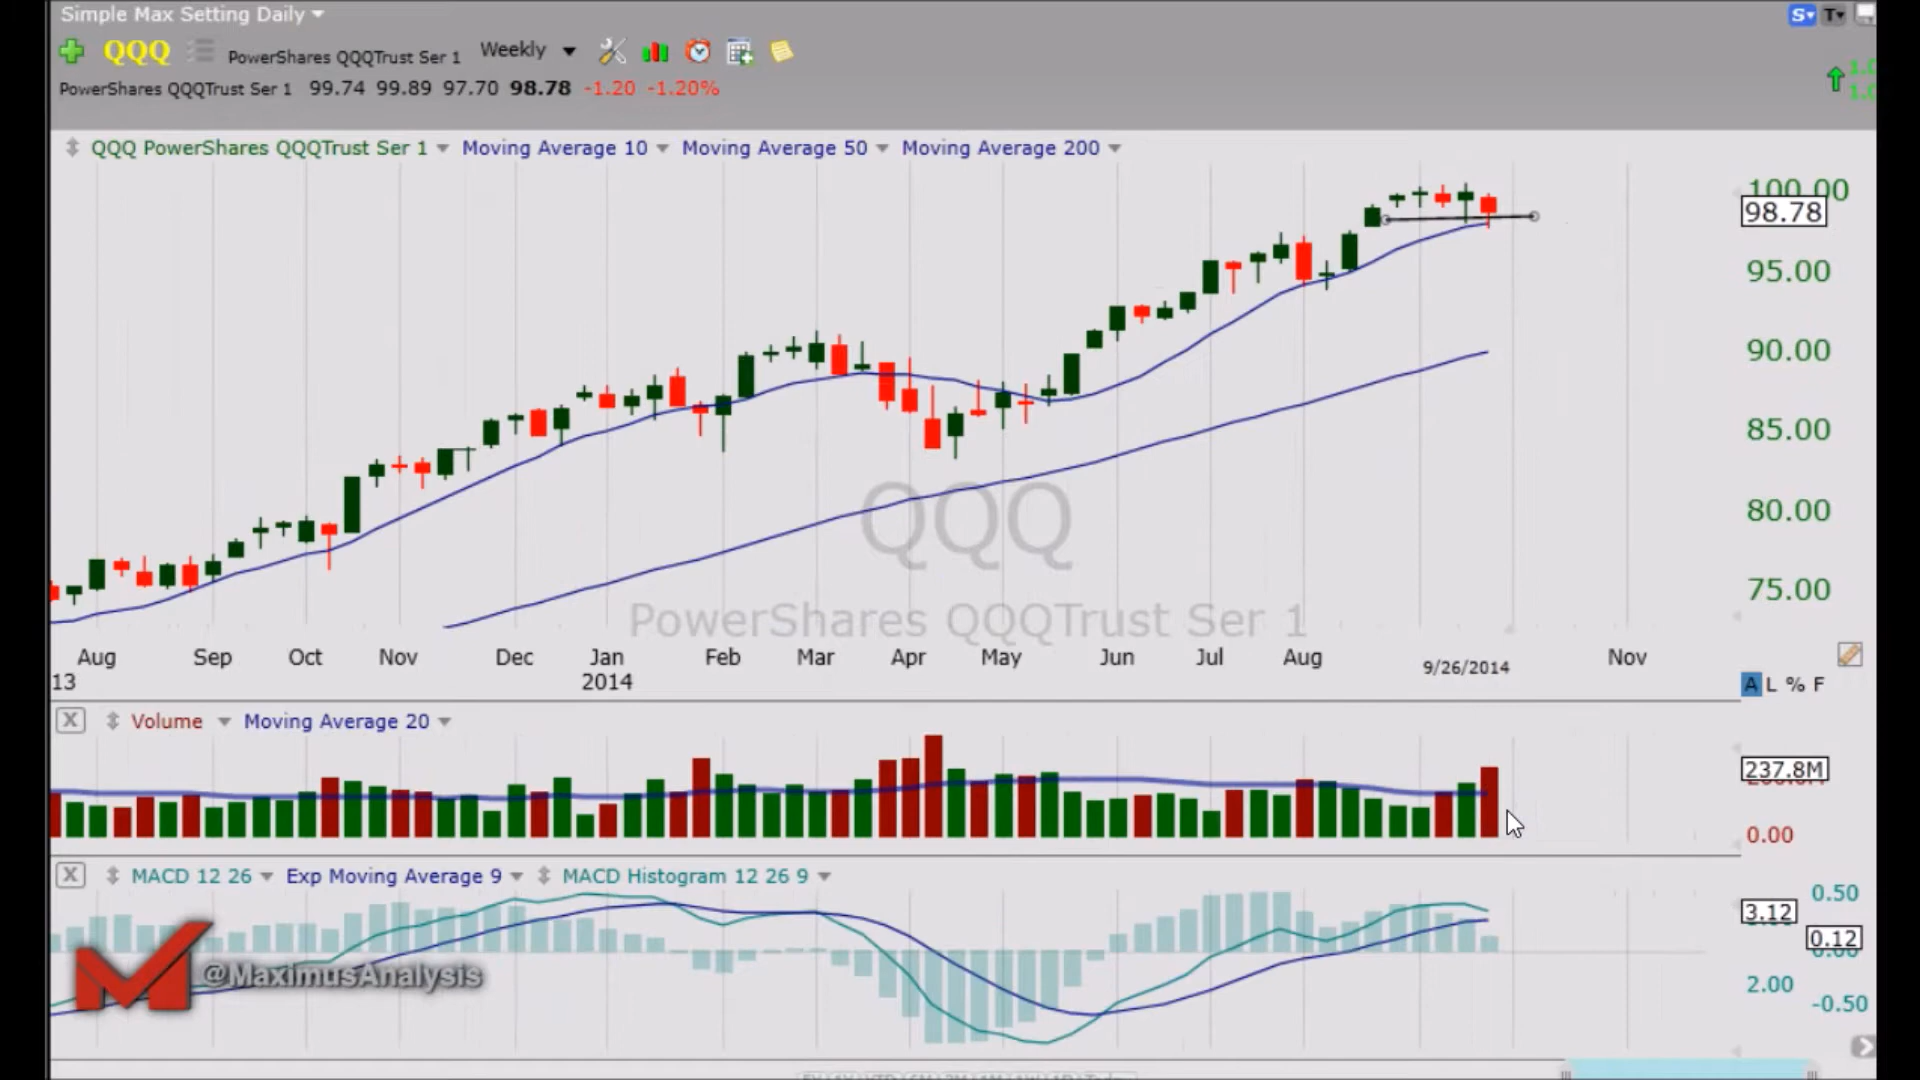 Simple Max Setting Daily
S T
QQQ PowerShares QQQTrust Ser 1 Weekly
PowerShares QQQTrust Ser 1 99.74 99.89 97.70 98.78 -1.20 -1.20%
QQQ PowerShares QQQTrust Ser 1 Moving Average 10 Moving Average 50 Moving Average 200
100.00
98.78
95.00
90.00
85.00
80.00
75.00
QQQ
PowerShares QQQTrust Ser 1
Aug Sep Oct Nov Dec Jan Feb Mar Apr May Jun Jul Aug 9/26/2014 Nov
13 2014
A L % F
X Volume Moving Average 20
237.8M
0.00
X MACD 12 26 Exp Moving Average 9 MACD Histogram 12 26 9
0.50
3.12
0.12
0.00
2.00
-0.50
@MaximusAnalysis